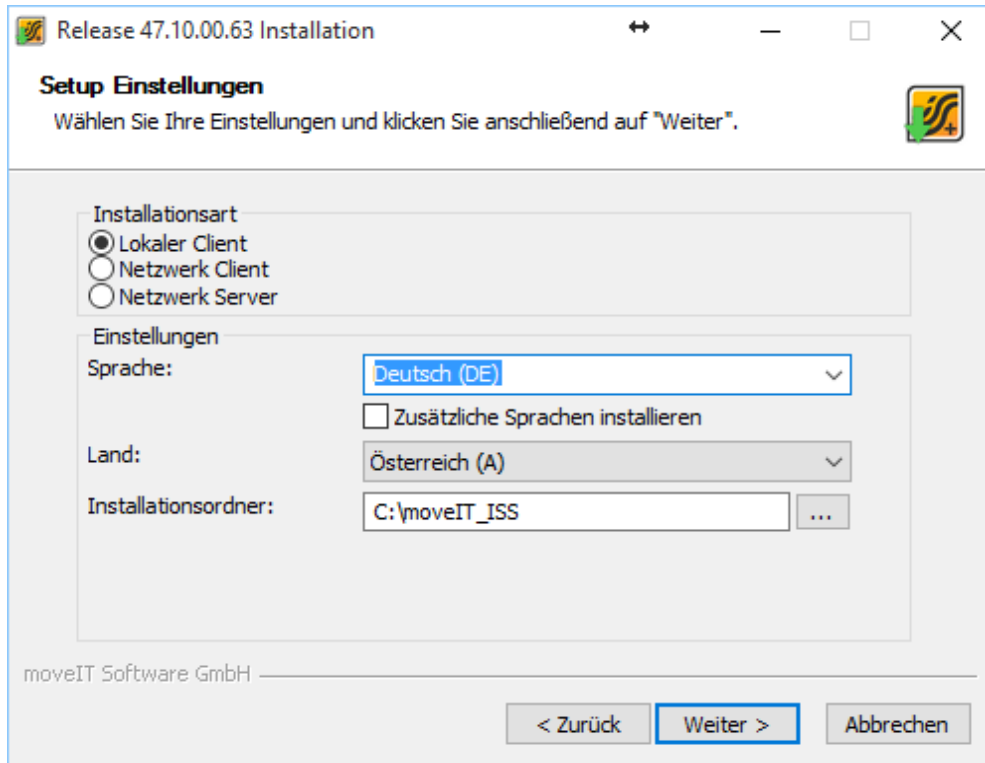 Release 47.10.00.63 Installation
Setup Einstellungen
Wählen Sie Ihre Einstellungen und klicken Sie anschließend auf "Weiter".
Installationsart
Lokaler Client
Netzwerk Client
Netzwerk Server
Einstellungen
Sprache:
Deutsch (DE)
Zusätzliche Sprachen installieren
Land:
Österreich (A)
Installationsordner:
C:\moveIT_ISS
...
moveIT Software GmbH
< Zurück
Weiter >
Abbrechen